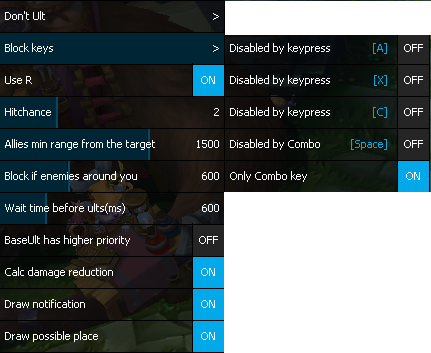 Don't Ult >
Block keys >
Use R ON
Hitchance 2
Allies min range from the target 1500
Block if enemies around you 600
Wait time before ults(ms) 600
BaseUlt has higher priority OFF
Calc damage reduction ON
Draw notification ON
Draw possible place ON
Disabled by keypress [A] OFF
Disabled by keypress [X] OFF
Disabled by keypress [C] OFF
Disabled by Combo [Space] OFF
Only Combo key ON